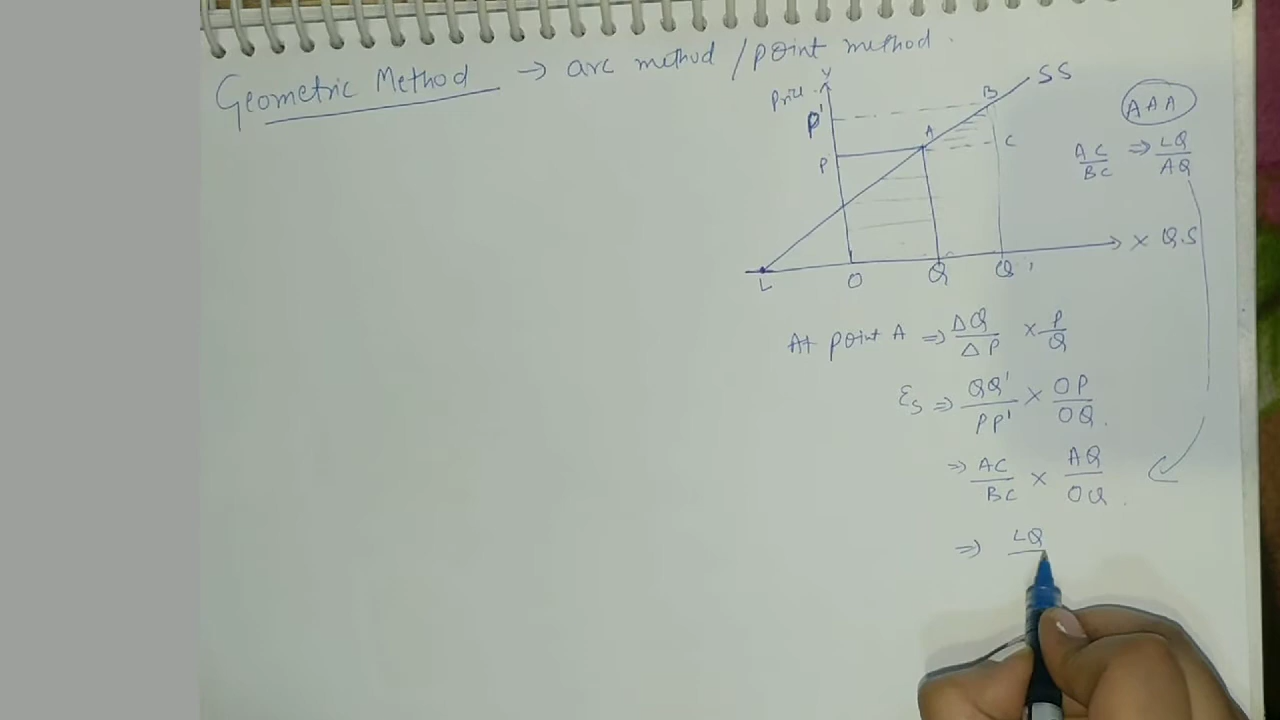 Geometric Method → arc method / point method.
Y
Price
SS
P'
B
AAA
A
P
C
AC/BC ⇒ LQ/AQ
X Q.S
L O Q Q'
At point A ⇒ ΔQ/ΔP × P/Q
Es ⇒ QQ'/PP' × OP/OQ.
⇒ AC/BC × AQ/OQ.
⇒ LQ